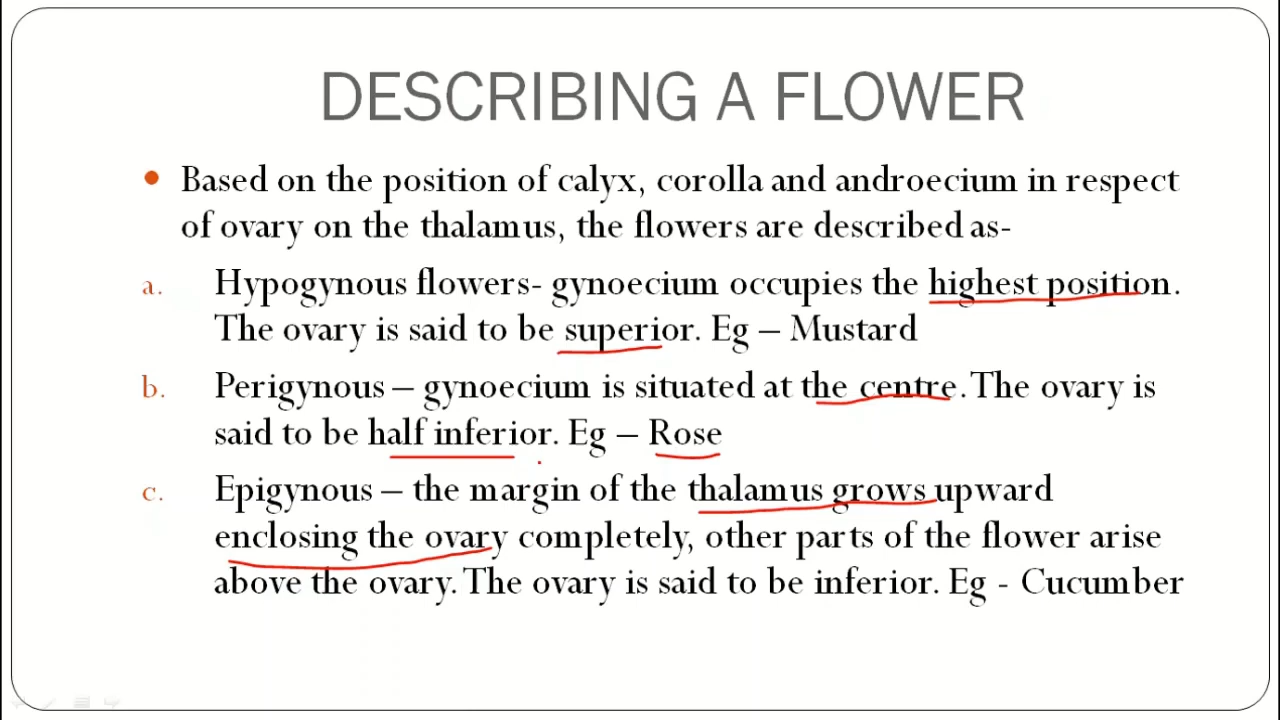 DESCRIBING A FLOWER
• Based on the position of calyx, corolla and androecium in respect
of ovary on the thalamus, the flowers are described as-
a. Hypogynous flowers- gynoecium occupies the highest position.
The ovary is said to be superior. Eg – Mustard
b. Perigynous – gynoecium is situated at the centre. The ovary is
said to be half inferior. Eg – Rose
c. Epigynous – the margin of the thalamus grows upward
enclosing the ovary completely, other parts of the flower arise
above the ovary. The ovary is said to be inferior. Eg - Cucumber